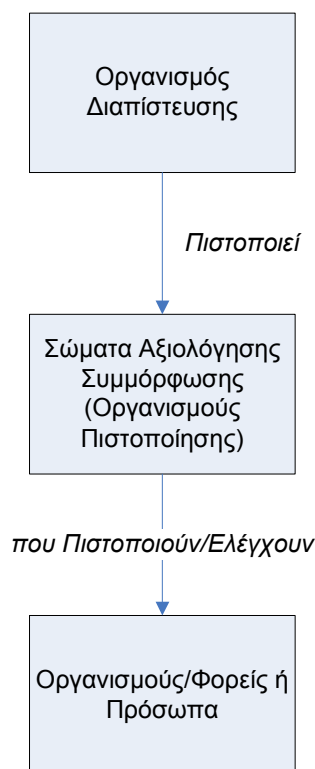 Οργανισμός
Διαπίστευσης
Πιστοποιεί
Σώματα Αξιολόγησης
Συμμόρφωσης
(Οργανισμούς
Πιστοποίησης)
που Πιστοποιούν/Ελέγχουν
Οργανισμούς/Φορείς ή
Πρόσωπα